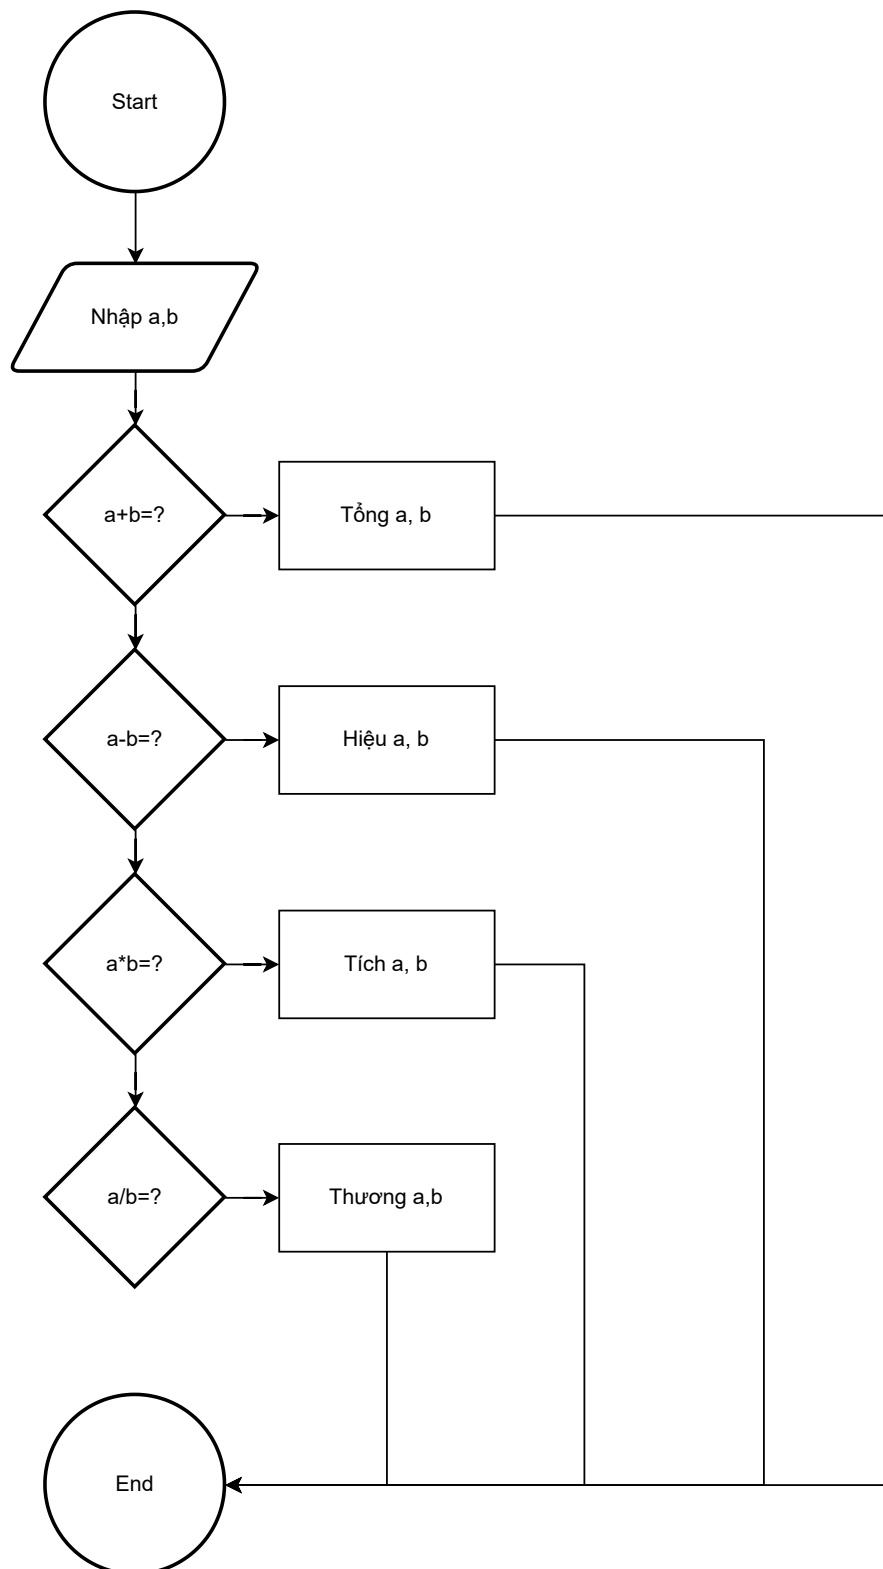 Start
Nhập a,b
a+b=?
Tổng a, b
a-b=?
Hiệu a, b
a*b=?
Tích a, b
a/b=?
Thương a,b
End